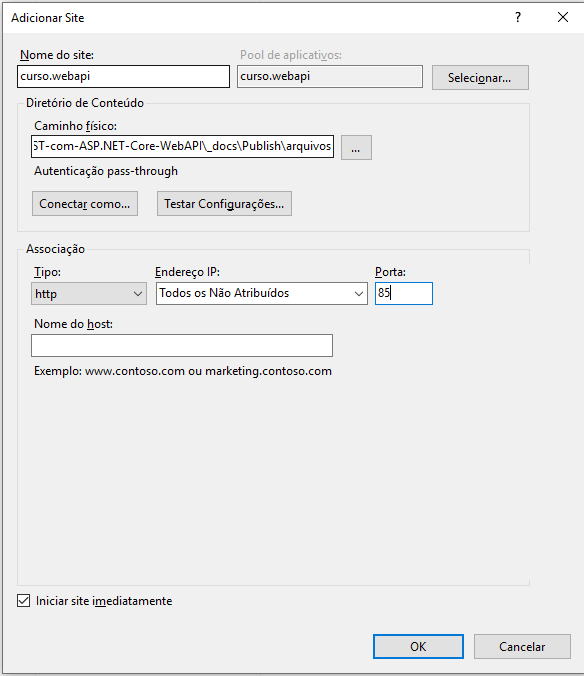 Adicionar Site
?
Nome do site:
Pool de aplicativos:
curso.webapi
curso.webapi
Selecionar...
Diretório de Conteúdo
Caminho físico:
ST-com-ASP.NET-Core-WebAPI\_docs\Publish\arquivos
...
Autenticação pass-through
Conectar como...
Testar Configurações...
Associação
Tipo:
Endereço IP:
Porta:
http
Todos os Não Atribuídos
85
Nome do host:
Exemplo: www.contoso.com ou marketing.contoso.com
Iniciar site imediatamente
OK
Cancelar